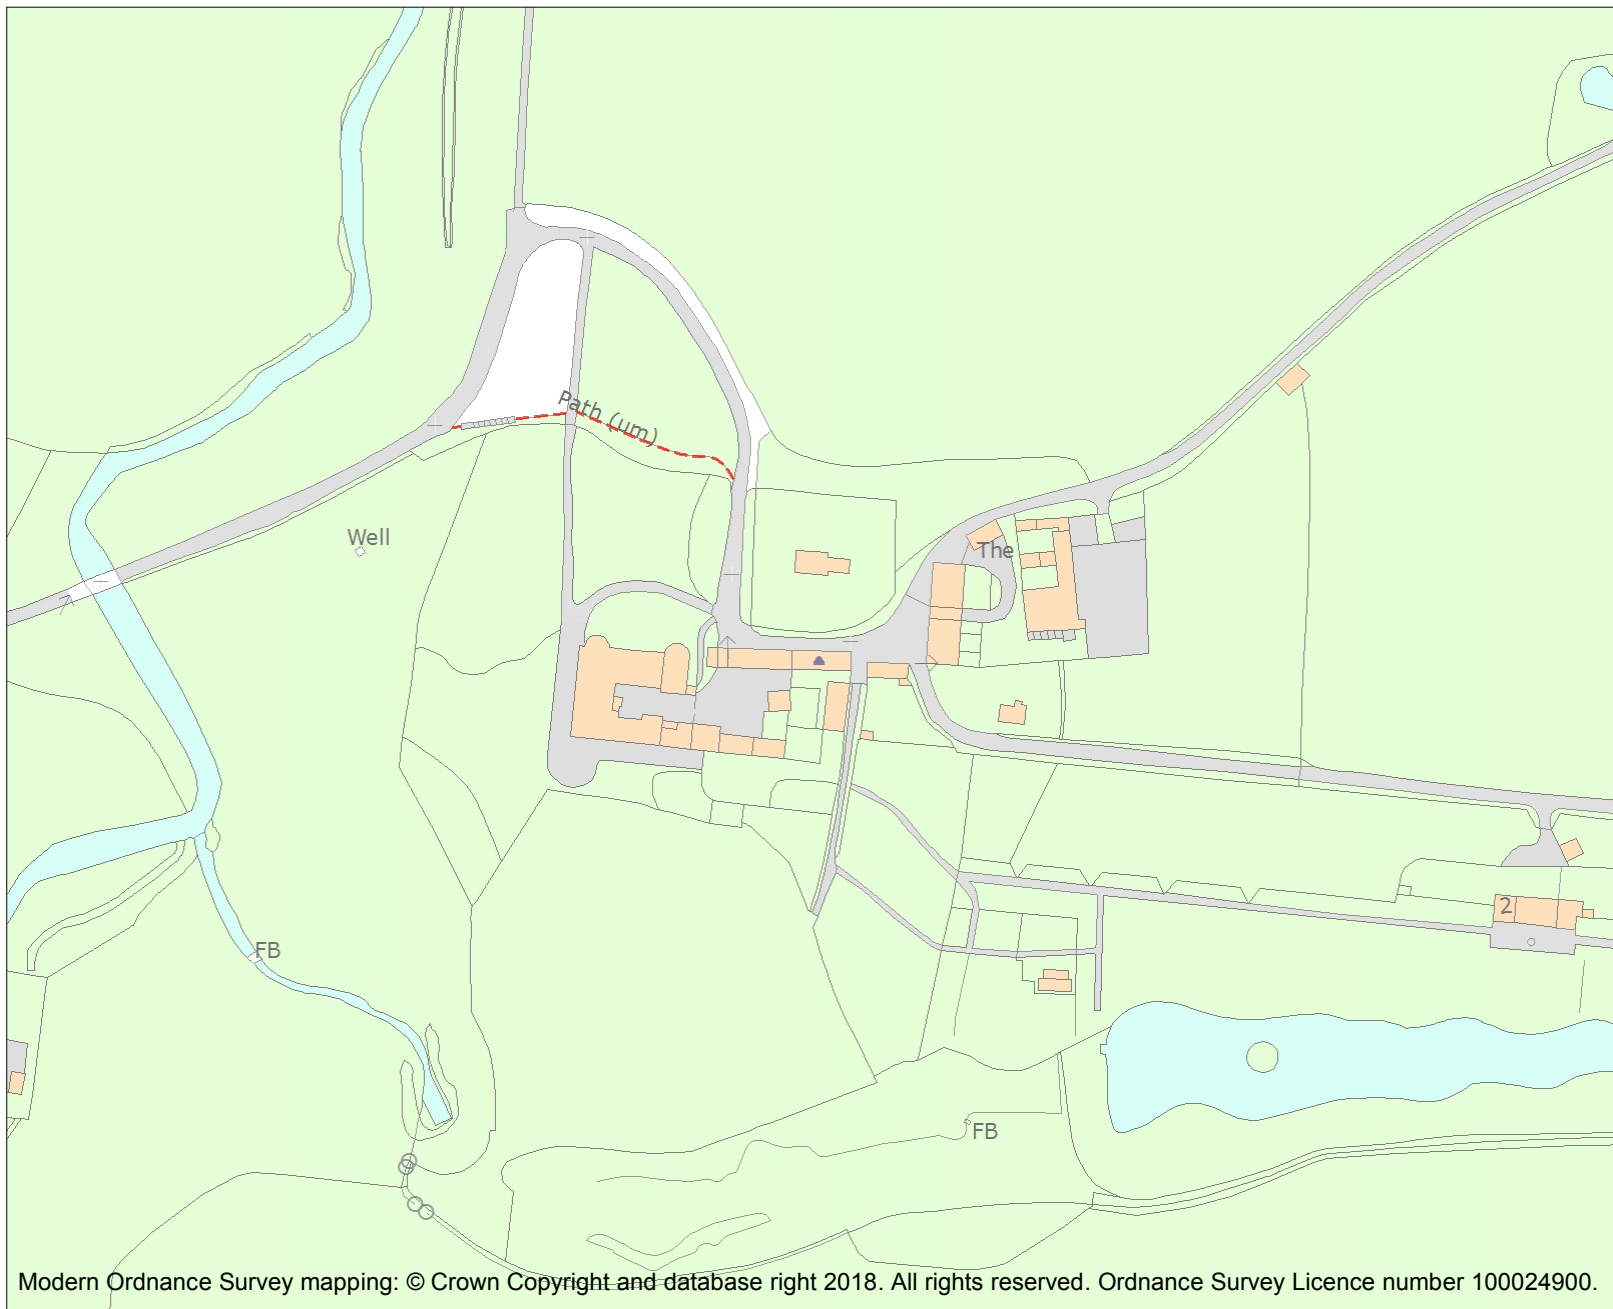 Path (um)
Well
The
2
FB
FB
Modern Ordnance Survey mapping: © Crown Copyright and database right 2018. All rights reserved. Ordnance Survey Licence number 100024900.